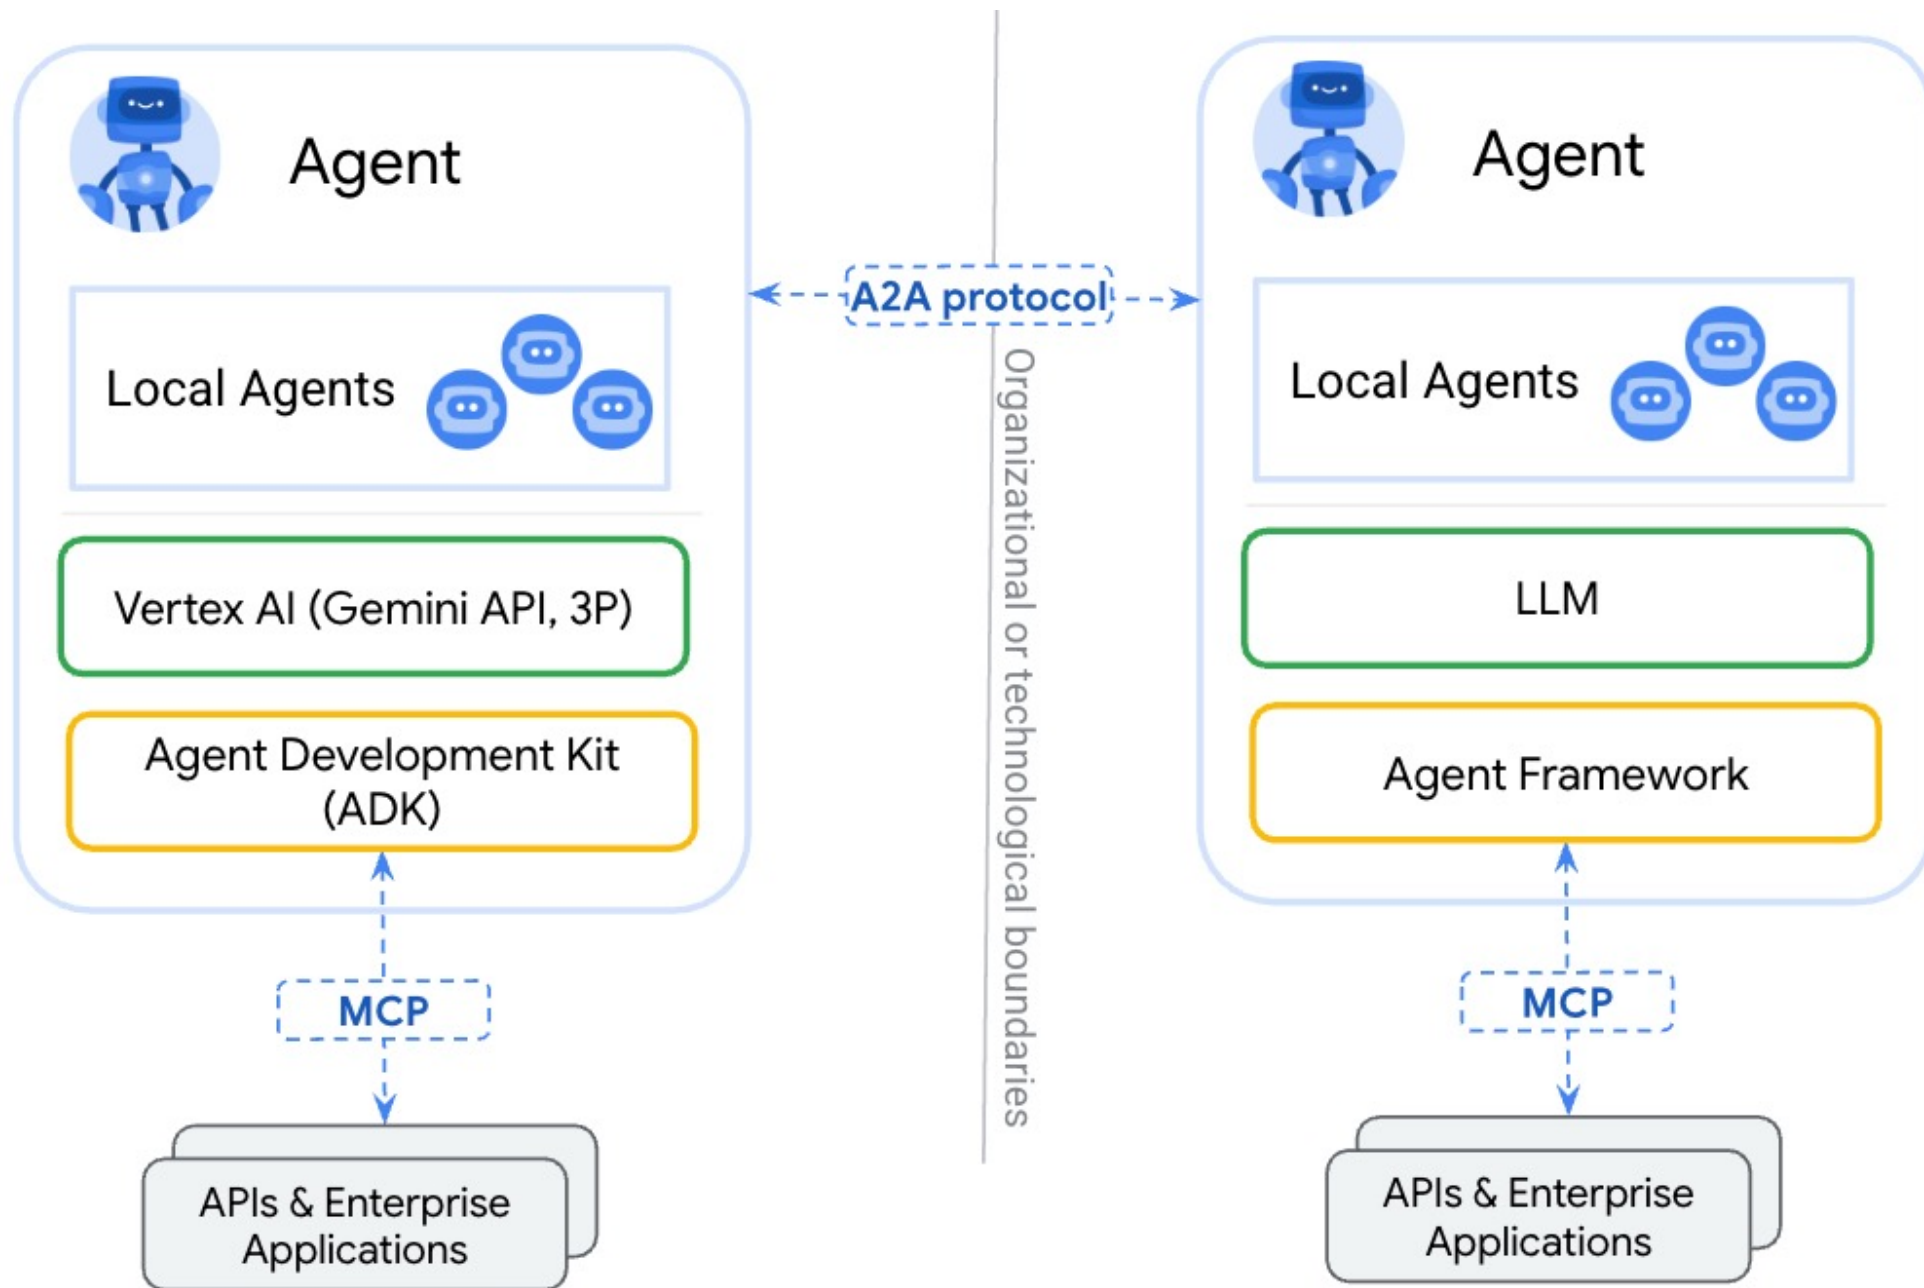 Agent
Local Agents
Vertex AI (Gemini API, 3P)
Agent Development Kit
(ADK)
MCP
APIs & Enterprise
Applications
A2A protocol
Organizational or technological boundaries
Agent
Local Agents
LLM
Agent Framework
MCP
APIs & Enterprise
Applications